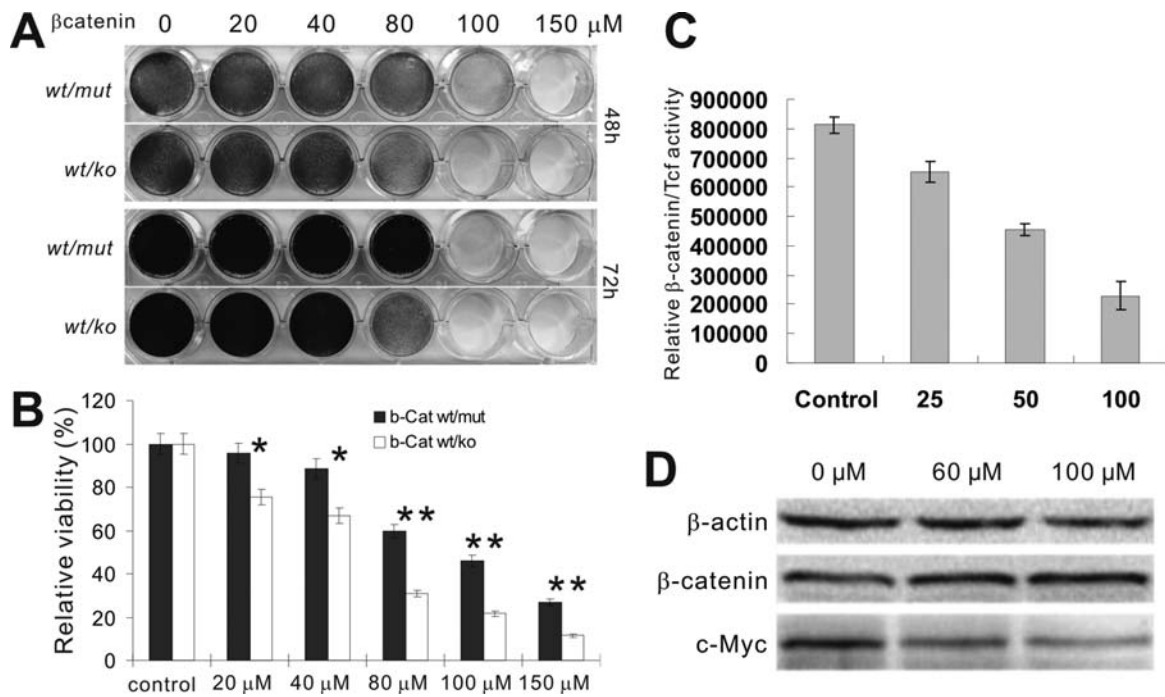 A
βcatenin 0 20 40 80 100 150 μM
wt/mut
wt/ko
48h
wt/mut
wt/ko
72h
B
Relative viability (%)
120
100
80
60
40
20
0
b-Cat wt/mut
b-Cat wt/ko
*
*
**
**
**
control 20 μM 40 μM 80 μM 100 μM 150 μM
C
Relative β-catenin/Tcf activity
900000
800000
700000
600000
500000
400000
300000
200000
100000
0
Control 25 50 100
D
0 μM 60 μM 100 μM
β-actin
β-catenin
c-Myc